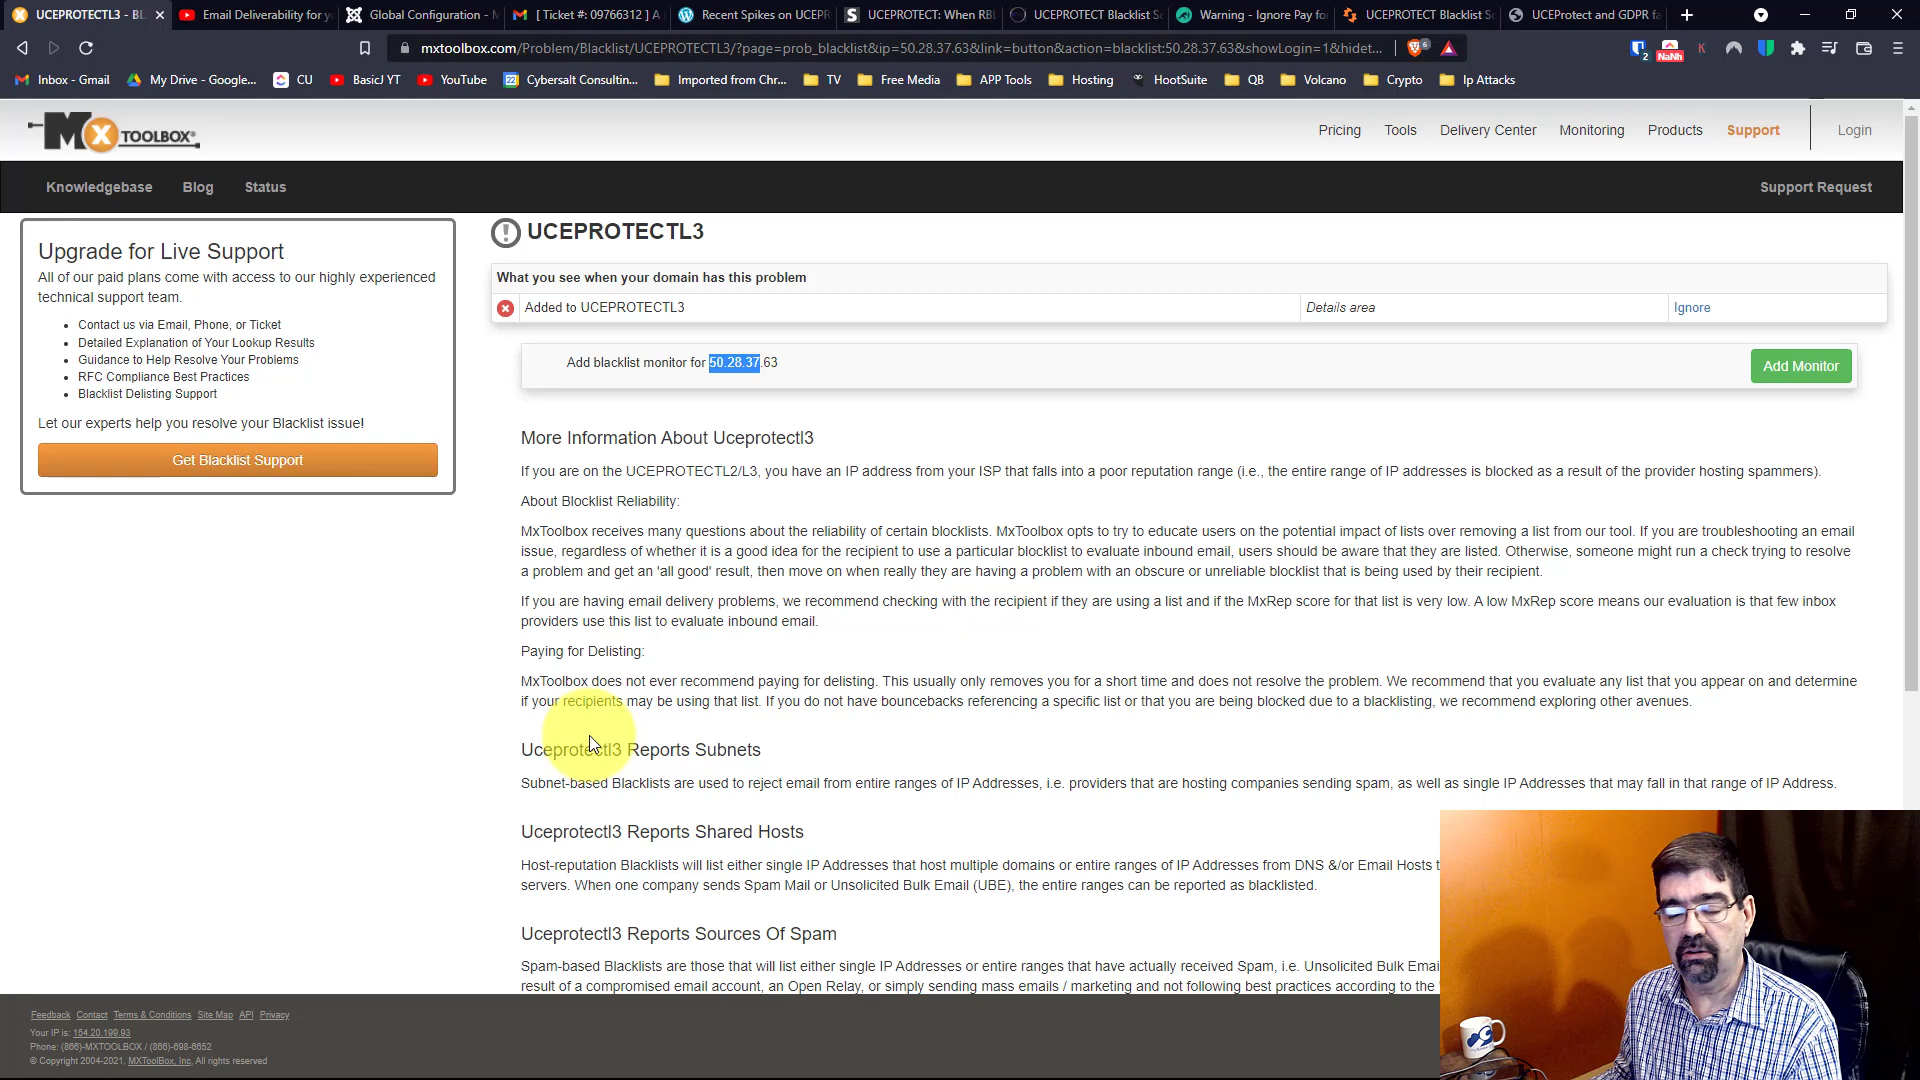 UCEPROTECTL3 - BL
Email Deliverability for y
Global Configuration - M
[ Ticket #: 09766312 ] A
Recent Spikes on UCEPR
UCEPROTECT: When RBL
UCEPROTECT Blacklist Sc
Warning - Ignore Pay for
UCEPROTECT Blacklist Sc
UCEProtect and GDPR fa
mxtoolbox.com/Problem/Blacklist/UCEPROTECTL3/?page=prob_blacklist&ip=50.28.37.63&link=button&action=blacklist:50.28.37.63&showLogin=1&hidet...
6
2
NaNh
Inbox - Gmail
My Drive - Google...
CU
BasicJ YT
YouTube
Cybersalt Consultin...
Imported from Chr...
TV
Free Media
APP Tools
Hosting
HootSuite
QB
Volcano
Crypto
Ip Attacks
MX TOOLBOX
Pricing
Tools
Delivery Center
Monitoring
Products
Support
Login
Knowledgebase
Blog
Status
Support Request
Upgrade for Live Support
All of our paid plans come with access to our highly experienced
technical support team.
Contact us via Email, Phone, or Ticket
Detailed Explanation of Your Lookup Results
Guidance to Help Resolve Your Problems
RFC Compliance Best Practices
Blacklist Delisting Support
Let our experts help you resolve your Blacklist issue!
Get Blacklist Support
UCEPROTECTL3
What you see when your domain has this problem
Added to UCEPROTECTL3
Details area
Ignore
Add blacklist monitor for 50.28.37.63
Add Monitor
More Information About Uceprotectl3
If you are on the UCEPROTECTL2/L3, you have an IP address from your ISP that falls into a poor reputation range (i.e., the entire range of IP addresses is blocked as a result of the provider hosting spammers).
About Blocklist Reliability:
MxToolbox receives many questions about the reliability of certain blocklists. MxToolbox opts to try to educate users on the potential impact of lists over removing a list from our tool. If you are troubleshooting an email
issue, regardless of whether it is a good idea for the recipient to use a particular blocklist to evaluate inbound email, users should be aware that they are listed. Otherwise, someone might run a check trying to resolve
a problem and get an 'all good' result, then move on when really they are having a problem with an obscure or unreliable blocklist that is being used by their recipient.
If you are having email delivery problems, we recommend checking with the recipient if they are using a list and if the MxRep score for that list is very low. A low MxRep score means our evaluation is that few inbox
providers use this list to evaluate inbound email.
Paying for Delisting:
MxToolbox does not ever recommend paying for delisting. This usually only removes you for a short time and does not resolve the problem. We recommend that you evaluate any list that you appear on and determine
if your recipients may be using that list. If you do not have bouncebacks referencing a specific list or that you are being blocked due to a blacklisting, we recommend exploring other avenues.
Uceprotectl3 Reports Subnets
Subnet-based Blacklists are used to reject email from entire ranges of IP Addresses, i.e. providers that are hosting companies sending spam, as well as single IP Addresses that may fall in that range of IP Address.
Uceprotectl3 Reports Shared Hosts
Host-reputation Blacklists will list either single IP Addresses that host multiple domains or entire ranges of IP Addresses from DNS &/or Email Hosts t
servers. When one company sends Spam Mail or Unsolicited Bulk Email (UBE), the entire ranges can be reported as blacklisted.
Uceprotectl3 Reports Sources Of Spam
Spam-based Blacklists are those that will list either single IP Addresses or entire ranges that have actually received Spam, i.e. Unsolicited Bulk Emai
result of a compromised email account, an Open Relay, or simply sending mass emails / marketing and not following best practices according to the
Feedback
Contact
Terms & Conditions
Site Map
API
Privacy
Your IP is: 154.20.199.93
Phone: (866)-MXTOOLBOX / (866)-698-6652
© Copyright 2004-2021, MXToolBox, Inc, All rights reserved